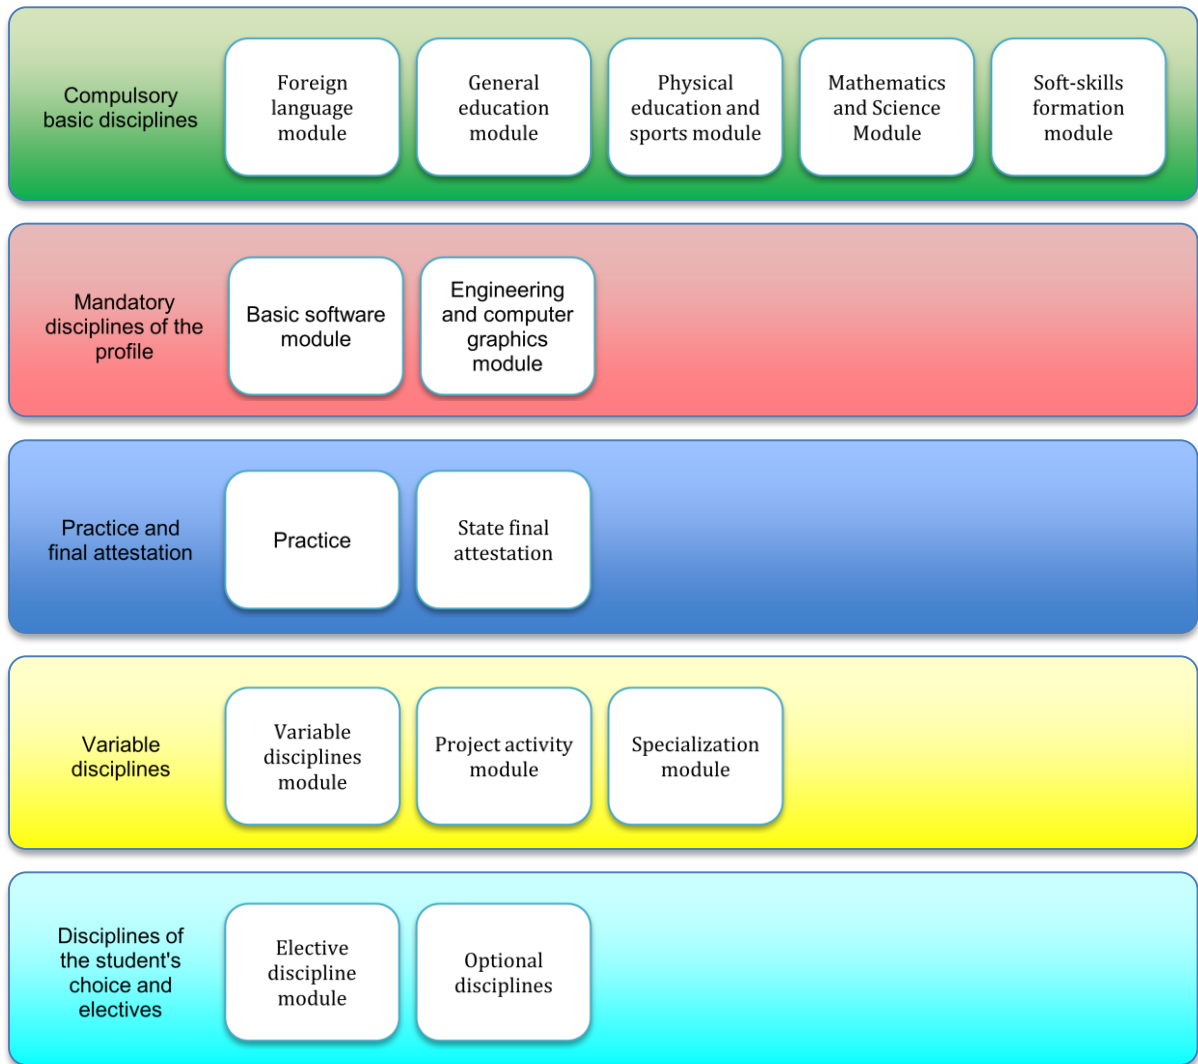 Compulsory
basic disciplines
Foreign
language
module
General
education
module
Physical
education and
sports module
Mathematics
and Science
Module
Soft-skills
formation
module
Mandatory
disciplines of the
profile
Basic software
module
Engineering
and computer
graphics
module
Practice and
final attestation
Practice
State final
attestation
Variable
disciplines
Variable
disciplines
module
Project activity
module
Specialization
module
Disciplines of
the student's
choice and
electives
Elective
discipline
module
Optional
disciplines